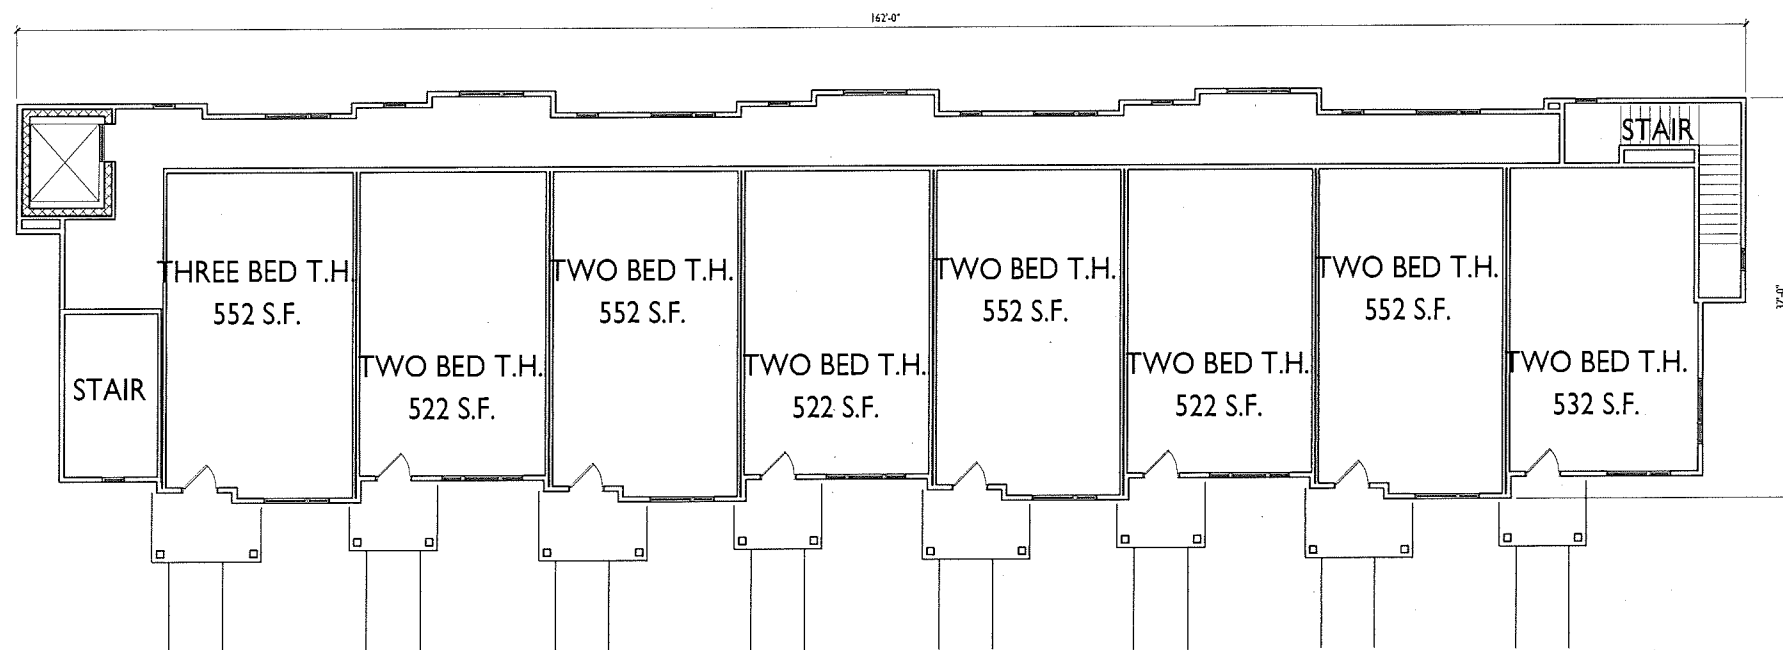 162'-0"
STAIR
THREE BED T.H.
552 S.F.
TWO BED T.H.
522 S.F.
TWO BED T.H.
552 S.F.
TWO BED T.H.
522 S.F.
TWO BED T.H.
552 S.F.
TWO BED T.H.
522 S.F.
TWO BED T.H.
552 S.F.
TWO BED T.H.
532 S.F.
STAIR